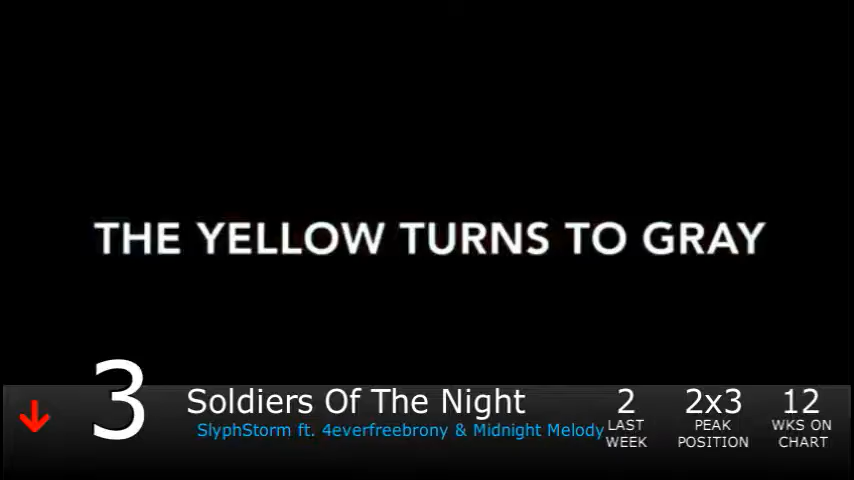 THE YELLOW TURNS TO GRAY
3
Soldiers Of The Night
SlyphStorm ft. 4everfreebrony & Midnight Melody
2
LAST
WEEK
2x3
PEAK
POSITION
12
WKS ON
CHART